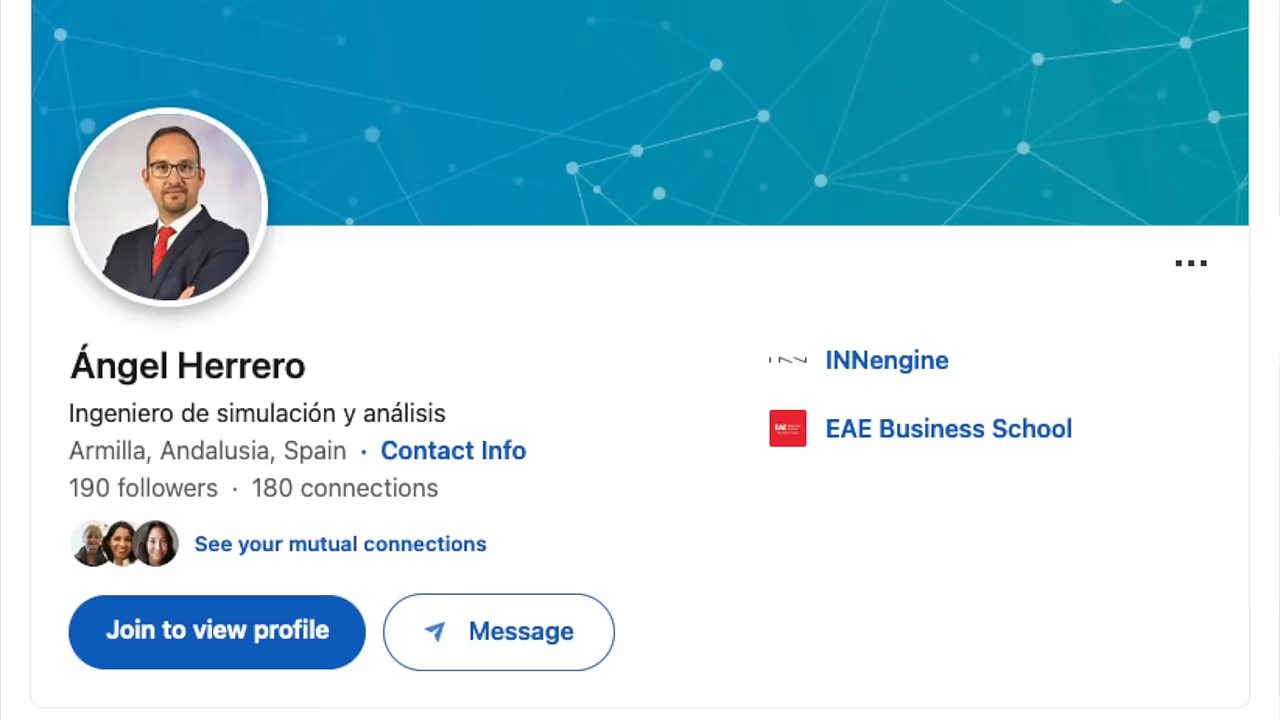 Ángel Herrero
Ingeniero de simulación y análisis
Armilla, Andalusia, Spain · Contact Info
190 followers · 180 connections
See your mutual connections
Join to view profile
Message
INNengine
EAE
EAE Business School